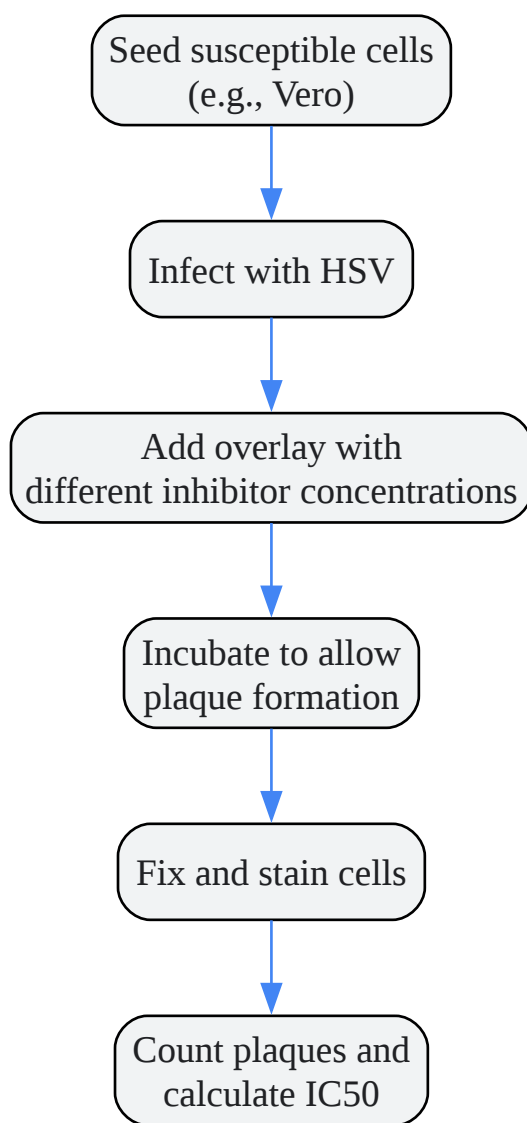 Seed susceptible cells
(e.g., Vero)
Infect with HSV
Add overlay with
different inhibitor concentrations
Incubate to allow
plaque formation
Fix and stain cells
Count plaques and
calculate IC50